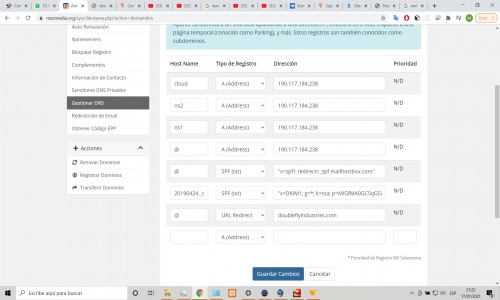 maxmedia.org/sys/clientarea.php?action=domaindns
página temporal (conocido como Parking), y más. Estos registros son también conocidos como
subdominios.
Auto Renovación
Nameservers
Bloquear Registro
Complementos
Información de Contacto
Servidores DNS Privados
Gestionar DNS
Redirección de Email
Obtener Código EPP
Acciones
Renovar Dominios
Registrar Dominios
Transferir Dominios
Host Name Tipo de Registro Dirección Prioridad
cloud A (Address) 190.117.184.238 N/D
ns2 A (Address) 190.117.184.238 N/D
ns1 A (Address) 190.117.184.238 N/D
@ A (Address) 190.117.184.238 N/D
@ SPF (txt) "v=spf1 redirect=_spf.mailhostbox.com" N/D
20190424._c SPF (txt) "v=DKIM1; g=*; k=rsa; p=MIGfMA0GCSqGSI N/D
@ URL Redirect doubleflyindustries.com N/D
A (Address)
* Prioridad de Registro MX Solamente
Guardar Cambios Cancelar
Escribe aquí para buscar
ESP
21:22
17/01/2021